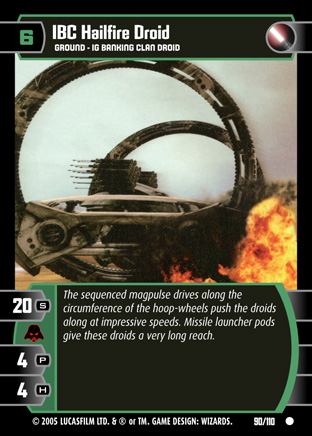 6 IBC Hailfire Droid
GROUND - IG BANKING CLAN DROID
20 S
4 P
4 H
The sequenced magpulse drives along the
circumference of the hoop-wheels push the droids
along at impressive speeds. Missile launcher pods
give these droids a very long reach.
© 2005 LUCASFILM LTD. & ® or TM. GAME DESIGN: WIZARDS. 90/110